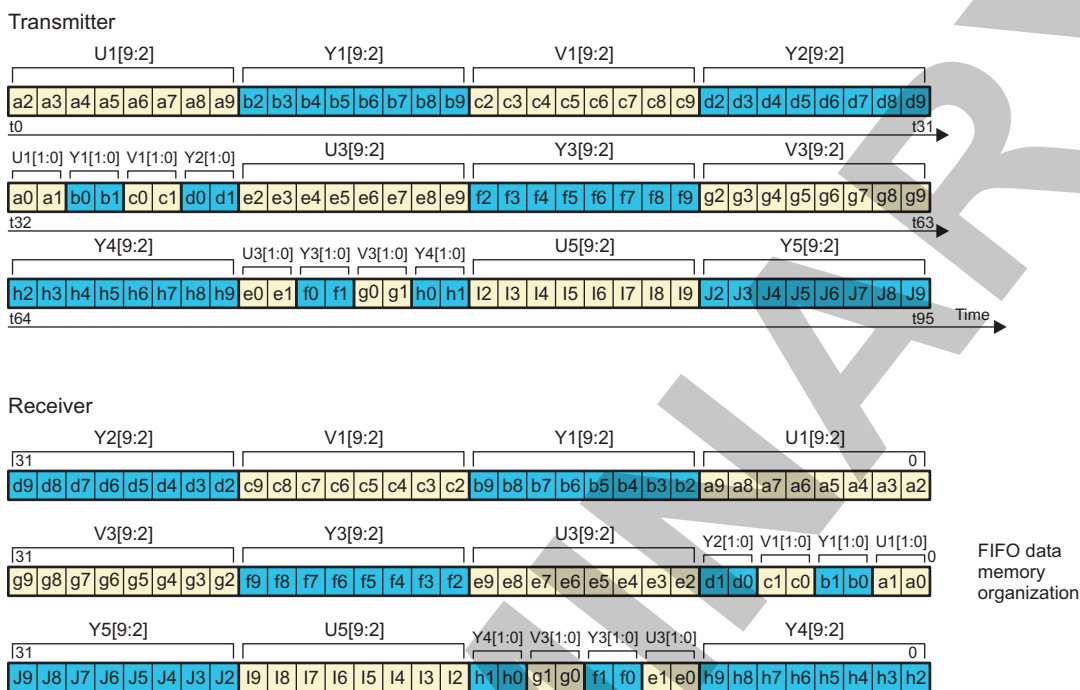 Transmitter
U1[9:2] Y1[9:2] V1[9:2] Y2[9:2]
a2 a3 a4 a5 a6 a7 a8 a9 b2 b3 b4 b5 b6 b7 b8 b9 c2 c3 c4 c5 c6 c7 c8 c9 d2 d3 d4 d5 d6 d7 d8 d9
t0 t31
U1[1:0] Y1[1:0] V1[1:0] Y2[1:0] U3[9:2] Y3[9:2] V3[9:2]
a0 a1 b0 b1 c0 c1 d0 d1 e2 e3 e4 e5 e6 e7 e8 e9 f2 f3 f4 f5 f6 f7 f8 f9 g2 g3 g4 g5 g6 g7 g8 g9
t32 t63
Y4[9:2] U3[1:0] Y3[1:0] V3[1:0] Y4[1:0] U5[9:2] Y5[9:2]
h2 h3 h4 h5 h6 h7 h8 h9 e0 e1 f0 f1 g0 g1 h0 h1 I2 I3 I4 I5 I6 I7 I8 I9 J2 J3 J4 J5 J6 J7 J8 J9
t64 t95 Time
Receiver
Y2[9:2] V1[9:2] Y1[9:2] U1[9:2]
31 0
d9 d8 d7 d6 d5 d4 d3 d2 c9 c8 c7 c6 c5 c4 c3 c2 b9 b8 b7 b6 b5 b4 b3 b2 a9 a8 a7 a6 a5 a4 a3 a2
V3[9:2] Y3[9:2] U3[9:2] Y2[1:0] V1[1:0] Y1[1:0] U1[1:0]
31 0
g9 g8 g7 g6 g5 g4 g3 g2 f9 f8 f7 f6 f5 f4 f3 f2 e9 e8 e7 e6 e5 e4 e3 e2 d1 d0 c1 c0 b1 b0 a1 a0
FIFO data
memory
organization
Y5[9:2] U5[9:2] Y4[1:0] V3[1:0] Y3[1:0] U3[1:0] Y4[9:2]
31 0
J9 J8 J7 J6 J5 J4 J3 J2 I9 I8 I7 I6 I5 I4 I3 I2 h1 h0 g1 g0 f1 f0 e1 e0 h9 h8 h7 h6 h5 h4 h3 h2